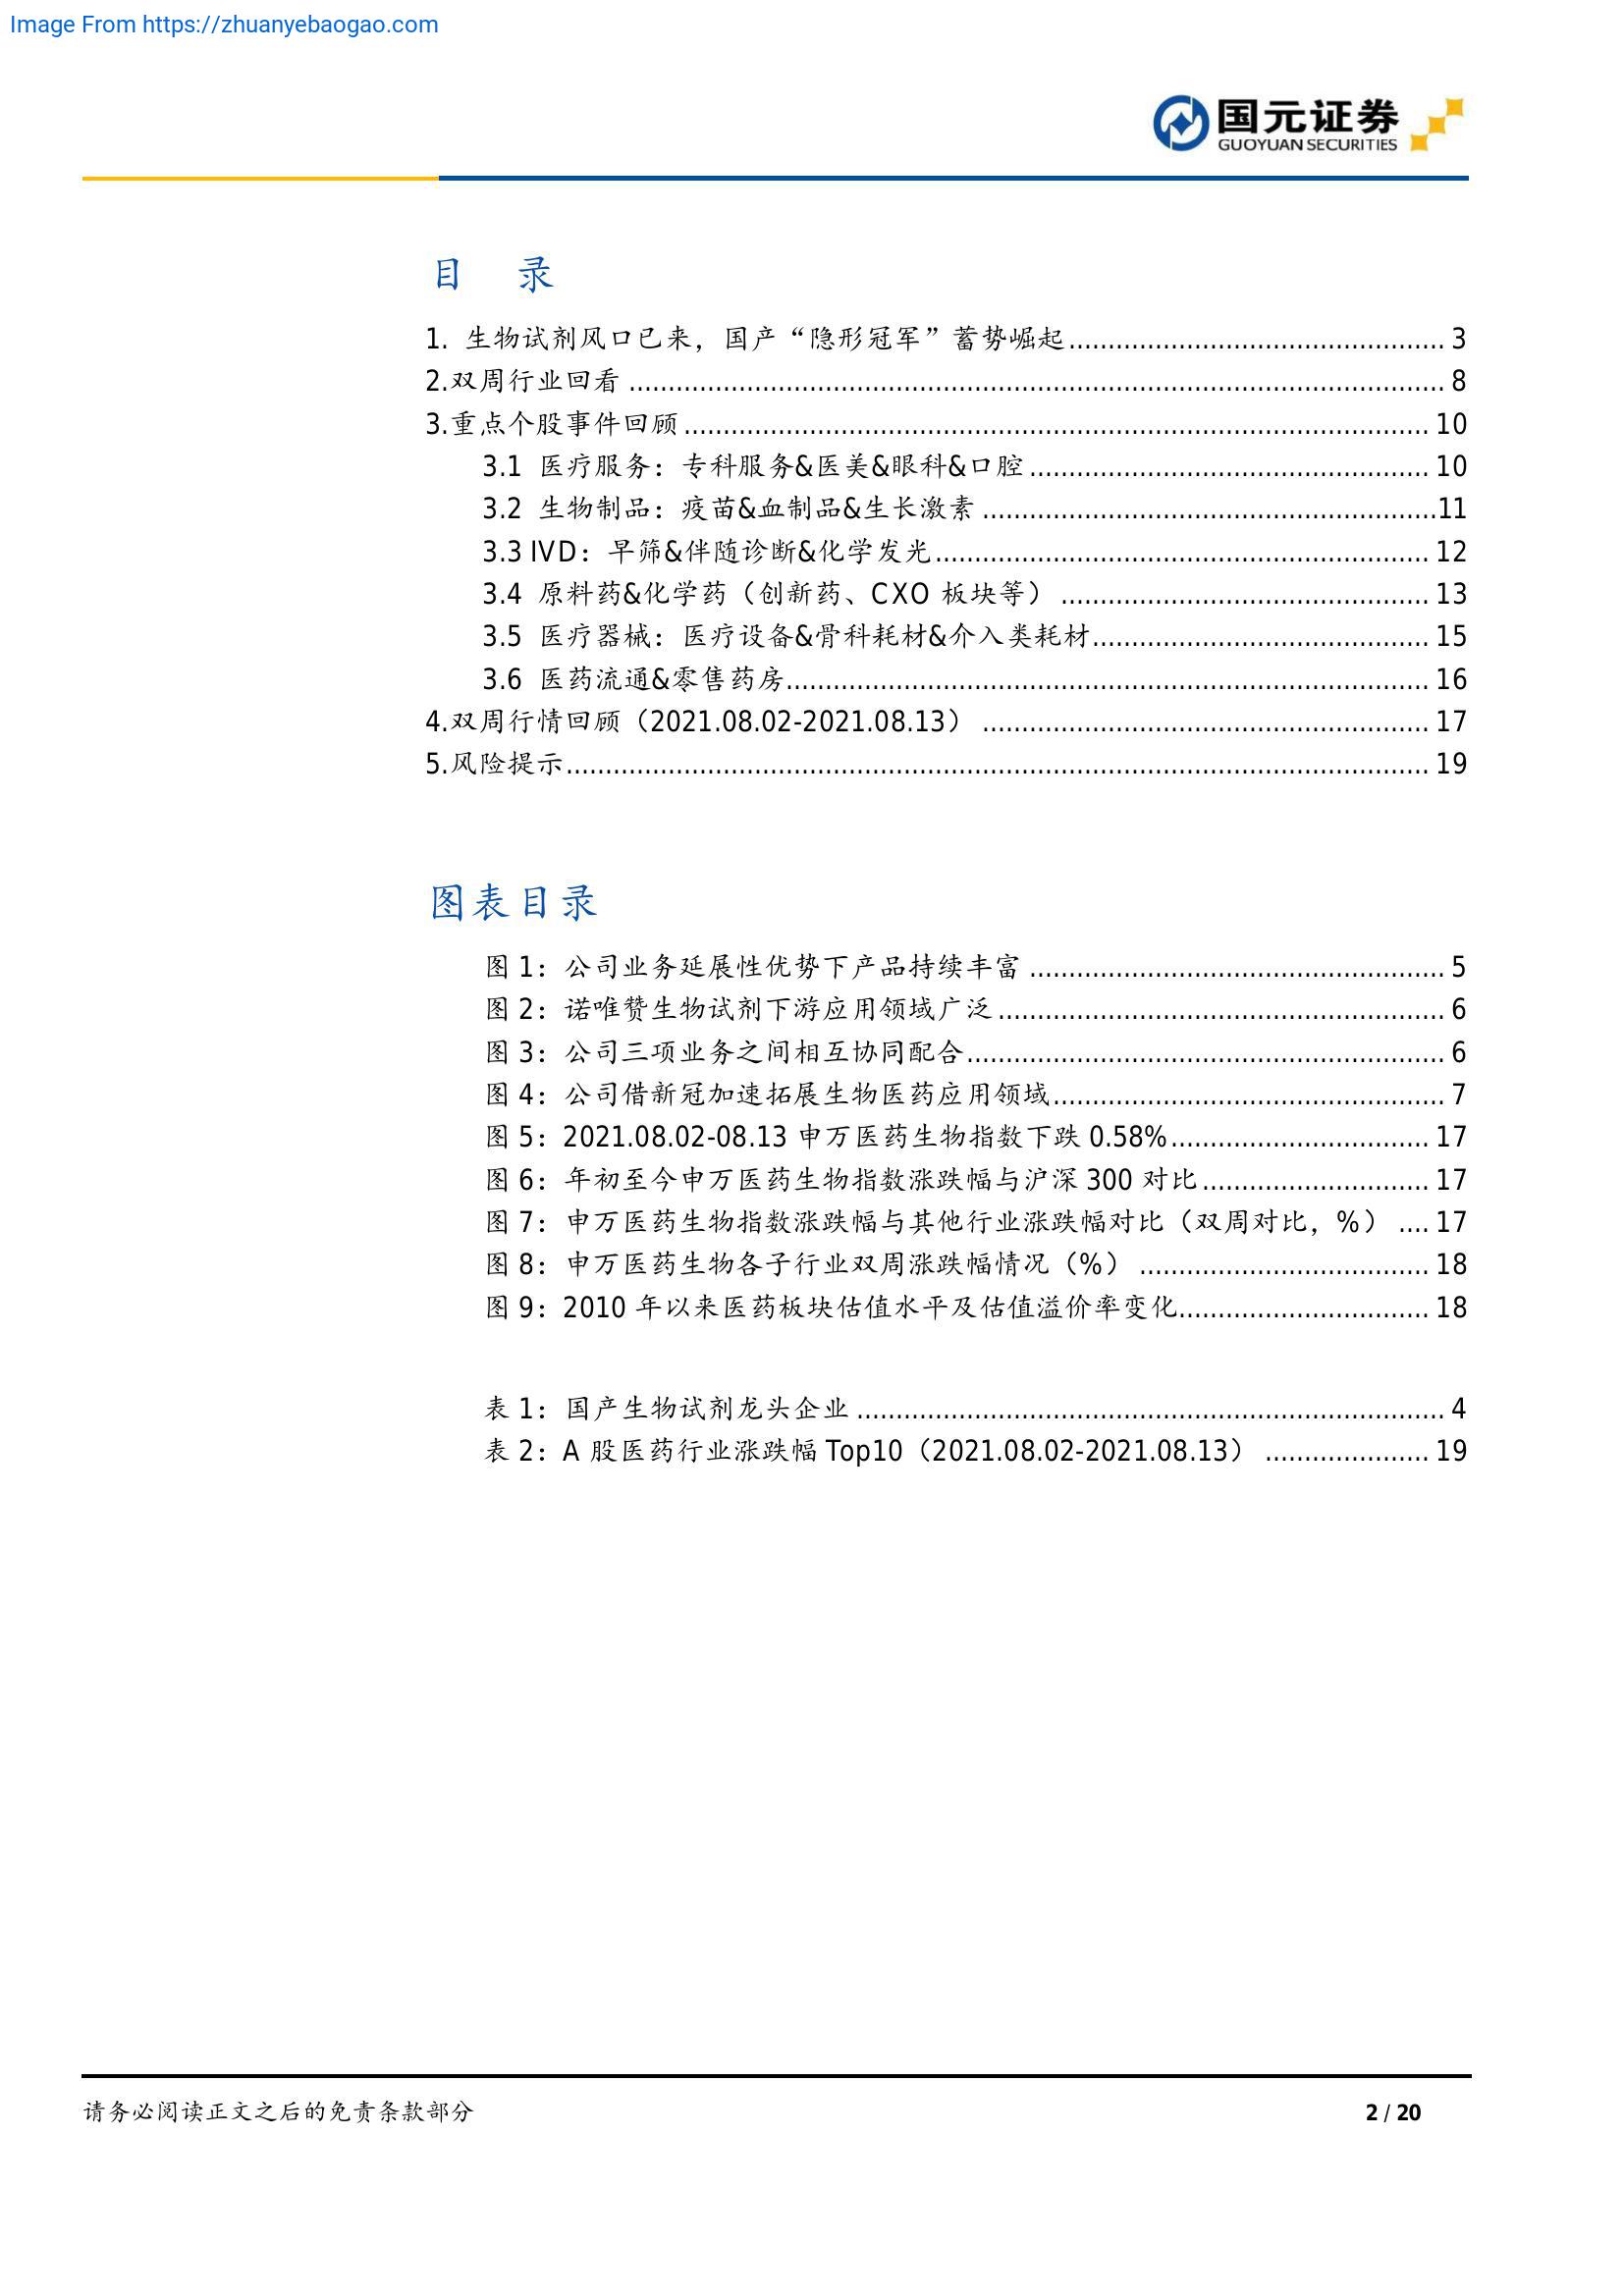 Image From https://zhuanyebaogao.com
国元证券
GUOYUAN SECURITIES
目 录
1. 生物试剂风口已来，国产“隐形冠军”蓄势崛起................................................ 3
2.双周行业回看 ........................................................................................................ 8
3.重点个股事件回顾 ............................................................................................... 10
3.1 医疗服务：专科服务&医美&眼科&口腔 ................................................... 10
3.2 生物制品：疫苗&血制品&生长激素 ..........................................................11
3.3 IVD：早筛&伴随诊断&化学发光............................................................... 12
3.4 原料药&化学药（创新药、CXO 板块等） ............................................... 13
3.5 医疗器械：医疗设备&骨科耗材&介入类耗材........................................... 15
3.6 医药流通&零售药房.................................................................................. 16
4.双周行情回顾（2021.08.02-2021.08.13） ......................................................... 17
5.风险提示.............................................................................................................. 19
图表目录
图 1：公司业务延展性优势下产品持续丰富 ..................................................... 5
图 2：诺唯赞生物试剂下游应用领域广泛 ......................................................... 6
图 3：公司三项业务之间相互协同配合............................................................. 6
图 4：公司借新冠加速拓展生物医药应用领域.................................................. 7
图 5：2021.08.02-08.13 申万医药生物指数下跌 0.58%................................. 17
图 6：年初至今申万医药生物指数涨跌幅与沪深 300 对比............................. 17
图 7：申万医药生物指数涨跌幅与其他行业涨跌幅对比（双周对比，%） .... 17
图 8：申万医药生物各子行业双周涨跌幅情况（%） ..................................... 18
图 9：2010 年以来医药板块估值水平及估值溢价率变化................................ 18
表 1：国产生物试剂龙头企业 ........................................................................... 4
表 2：A 股医药行业涨跌幅 Top10（2021.08.02-2021.08.13） ..................... 19
请务必阅读正文之后的免责条款部分
2 / 20